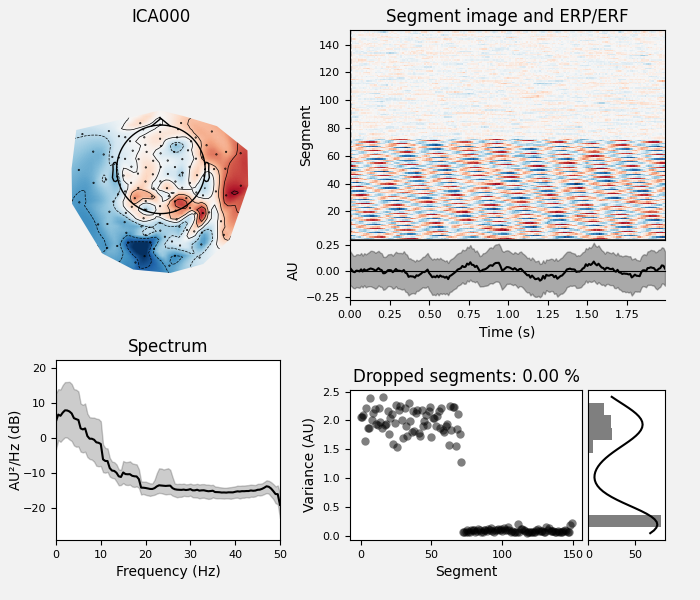 ICA000
Segment image and ERP/ERF
Segment
140
120
100
80
60
40
20
AU
0.25
0.00
−0.25
0.00 0.25 0.50 0.75 1.00 1.25 1.50 1.75
Time (s)
Spectrum
AU²/Hz (dB)
20
10
0
−10
−20
0 10 20 30 40 50
Frequency (Hz)
Dropped segments: 0.00 %
Variance (AU)
2.5
2.0
1.5
1.0
0.5
0.0
0 50 100 150
Segment
0 50